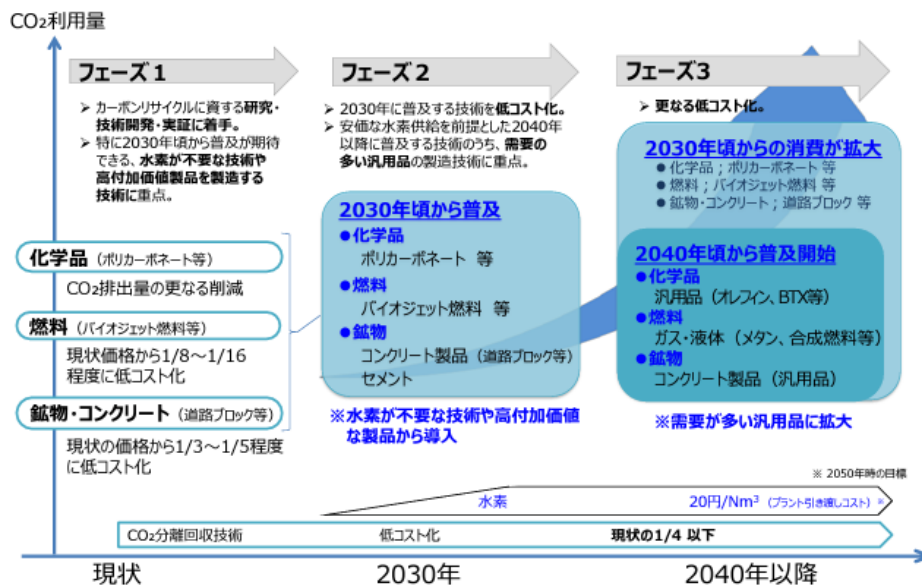 CO₂利用量
フェーズ1
➢ カーボンリサイクルに資する研究・
技術開発・実証に着手。
➢ 特に2030年頃から普及が期待
できる、水素が不要な技術や
高付加価値製品を製造する
技術に重点。
化学品（ポリカーボネート等）
CO₂排出量の更なる削減
燃料（バイオジェット燃料等）
現状価格から1/8～1/16
程度に低コスト化
鉱物・コンクリート（道路ブロック等）
現状の価格から1/3～1/5程度
に低コスト化
フェーズ2
➢ 2030年に普及する技術を低コスト化。
➢ 安価な水素供給を前提とした2040年
以降に普及する技術のうち、需要の
多い汎用品の製造技術に重点。
2030年頃から普及
●化学品
ポリカーボネート 等
●燃料
バイオジェット燃料 等
●鉱物
コンクリート製品（道路ブロック等）
セメント
※水素が不要な技術や高付加価値
な製品から導入
フェーズ3
➢ 更なる低コスト化。
2030年頃からの消費が拡大
●化学品；ポリカーボネート 等
●燃料；バイオジェット燃料 等
●鉱物・コンクリート；道路ブロック 等
2040年頃から普及開始
●化学品
汎用品（オレフィン、BTX等）
●燃料
ガス・液体（メタン、合成燃料等）
●鉱物
コンクリート製品（汎用品）
※需要が多い汎用品に拡大
※ 2050年時の目標
水素 20円/Nm³（プラント引き渡しコスト）※
CO₂分離回収技術 低コスト化 現状の1/4 以下
現状 2030年 2040年以降